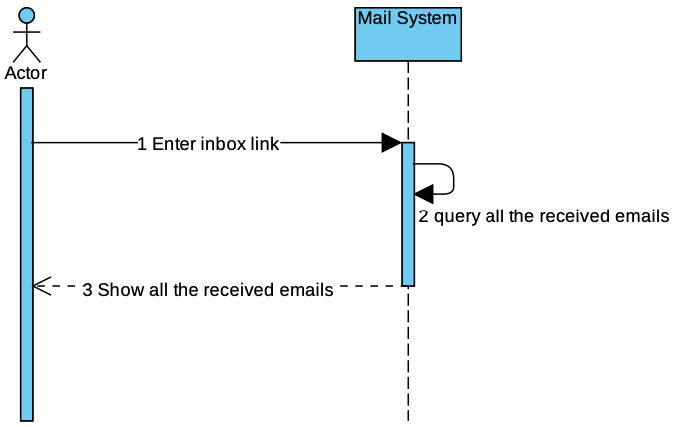 Mail System
Actor
1 Enter inbox link
2 query all the received emails
3 Show all the received emails